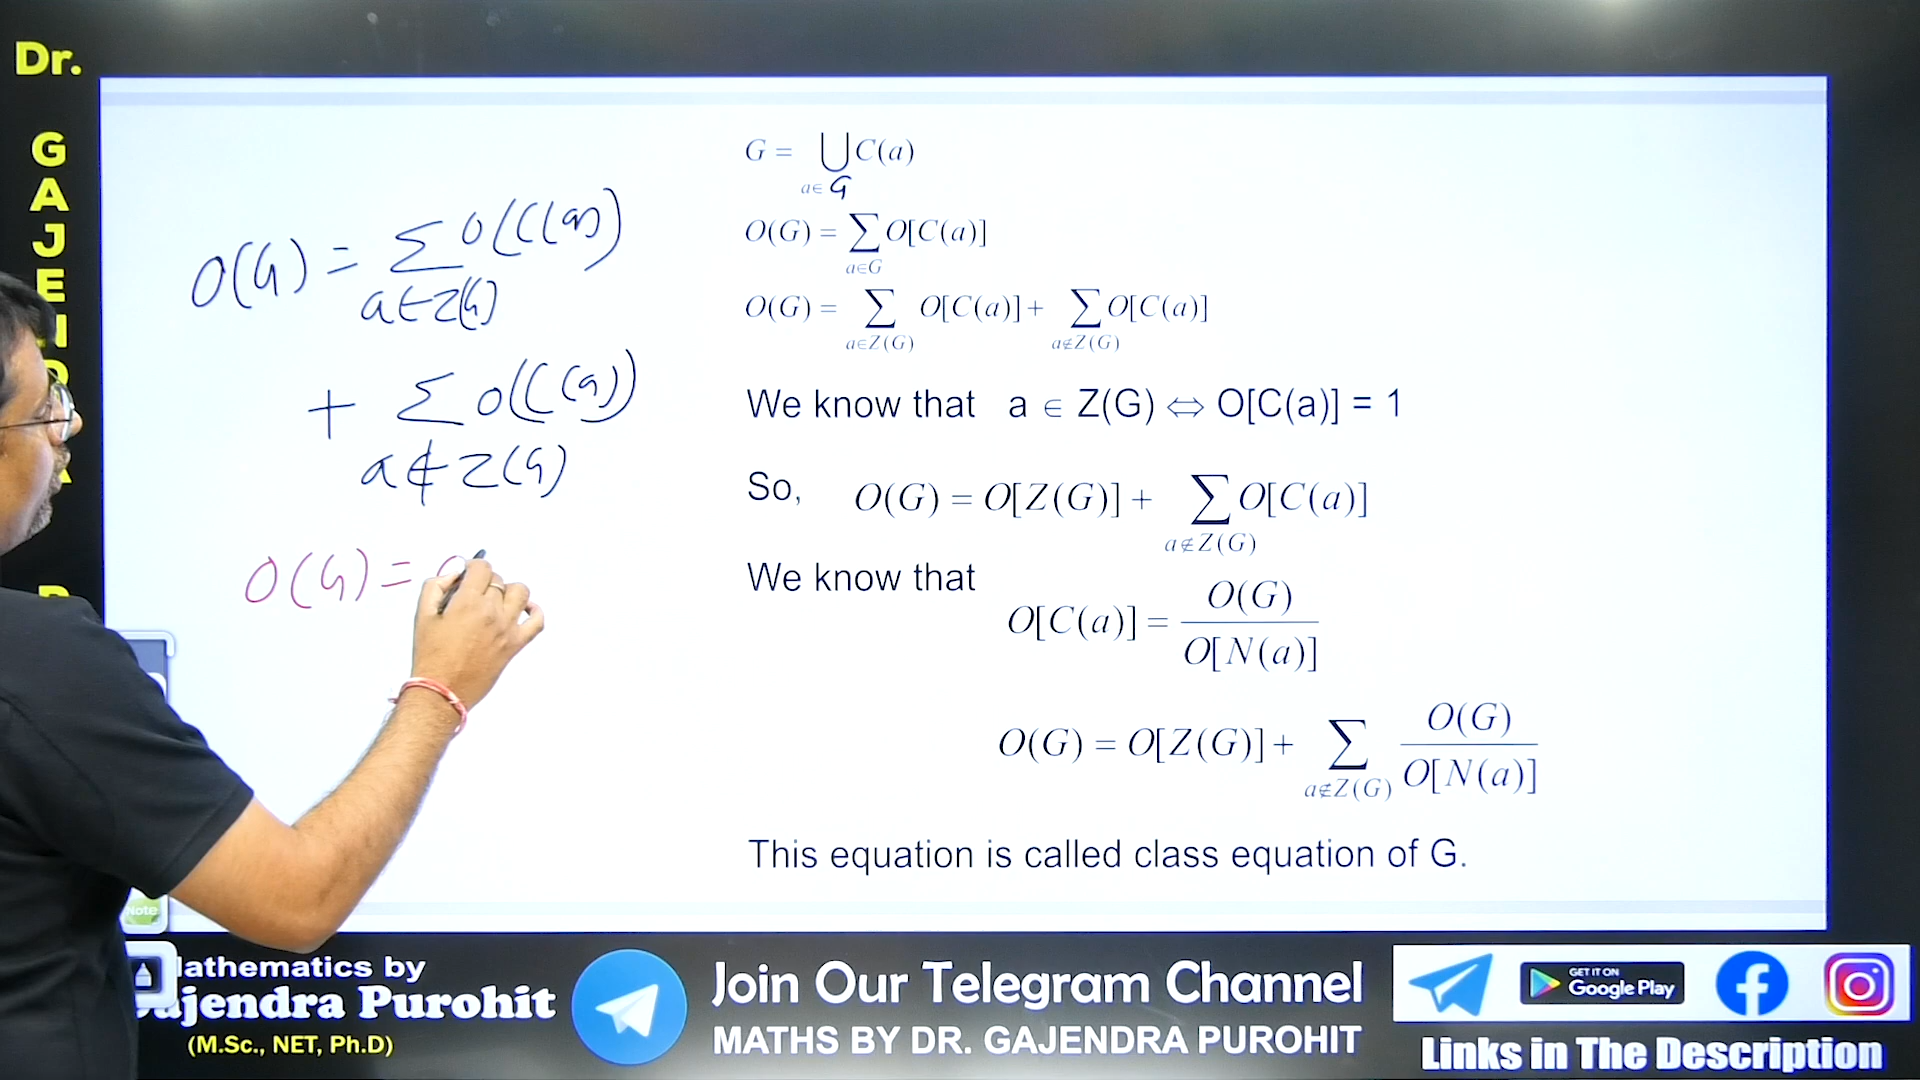 Dr.
G
A
J
E
N
G = ⋃ C(a)
a∈ G
O(G) = ∑ O[C(a)]
a∈G
O(G) = ∑ O[C(a)] + ∑ O[C(a)]
a∈Z(G) a∉Z(G)
We know that a ∈ Z(G) ⇔ O[C(a)] = 1
So, O(G) = O[Z(G)] + ∑ O[C(a)]
a∉Z(G)
We know that
O[C(a)] = O(G) / O[N(a)]
O(G) = O[Z(G)] + ∑ O(G) / O[N(a)]
a∉Z(G)
This equation is called class equation of G.
O(G) = ∑ O(C(a))
a∈Z(G)
+ ∑ O(C(a))
a∉Z(G)
O(G) = O
Note
athematics by
ajendra Purohit
(M.Sc., NET, Ph.D)
Join Our Telegram Channel
MATHS BY DR. GAJENDRA PUROHIT
GET IT ON
Google Play
Links in The Description